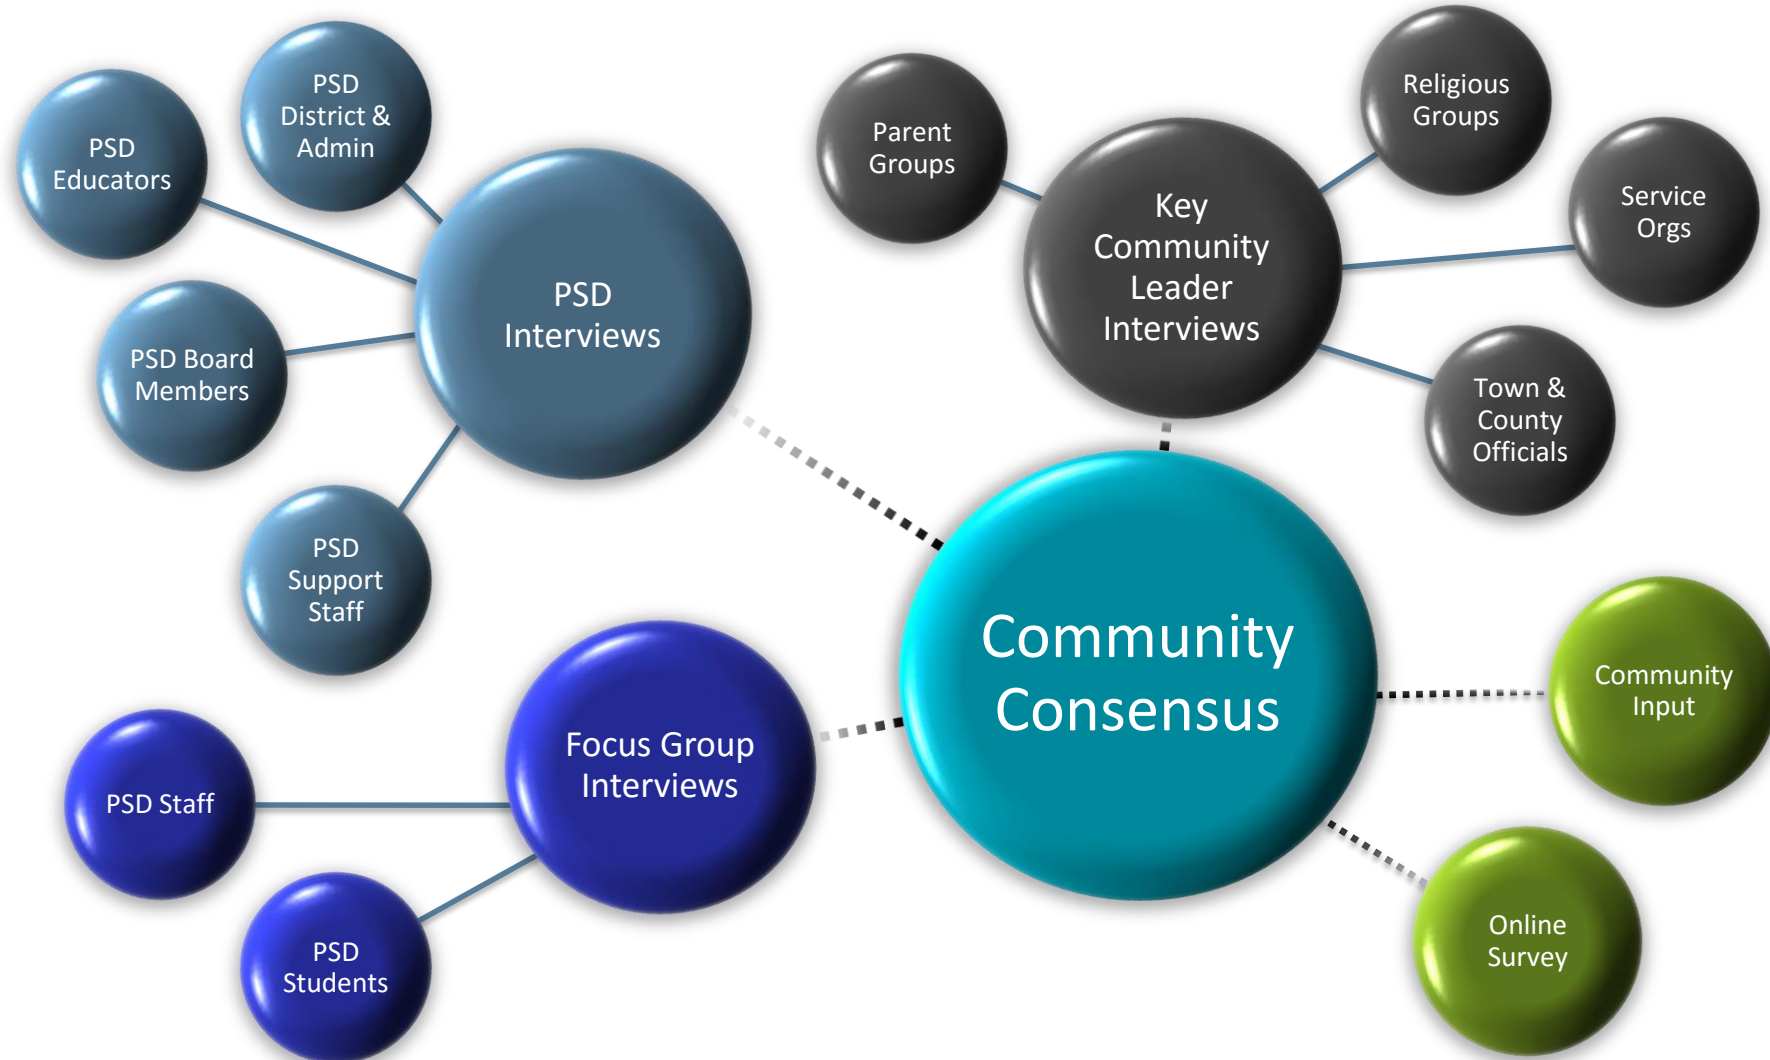 PSD
District &
Admin
PSD
Educators
PSD
Interviews
PSD Board
Members
PSD
Support
Staff
Parent
Groups
Religious
Groups
Key
Community
Leader
Interviews
Service
Orgs
Town &
County
Officials
Community
Consensus
Community
Input
Online
Survey
Focus Group
Interviews
PSD Staff
PSD
Students